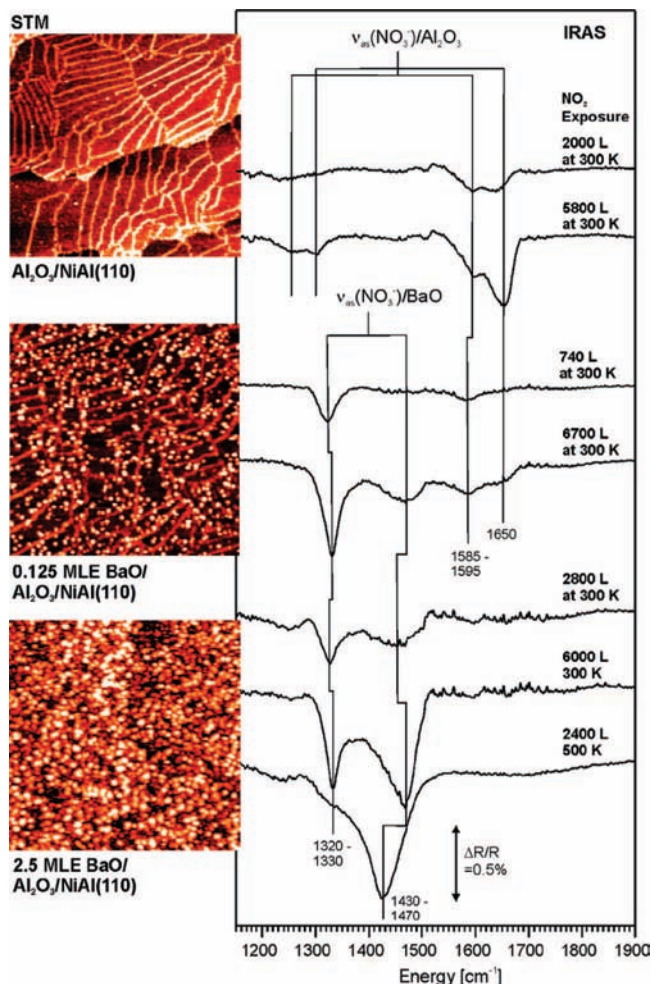 STM
IRAS
νas(NO3-)/Al2O3
NO2
Exposure
2000 L
at 300 K
5800 L
at 300 K
Al2O3/NiAl(110)
νas(NO3-)/BaO
740 L
at 300 K
6700 L
at 300 K
1650
1585 -
1595
0.125 MLE BaO/
Al2O3/NiAl(110)
2800 L
at 300 K
6000 L
300 K
2400 L
500 K
1320 -
1330
ΔR/R
=0.5%
1430 -
1470
2.5 MLE BaO/
Al2O3/NiAl(110)
1200 1300 1400 1500 1600 1700 1800 1900
Energy [cm-1]